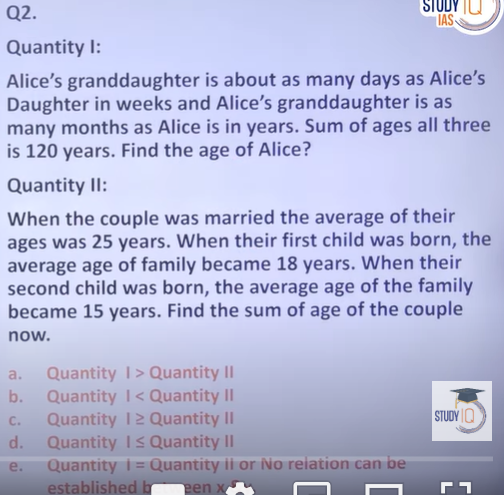 Q2.
STUDY IQ
IAS
Quantity I:
Alice's granddaughter is about as many days as Alice's
Daughter in weeks and Alice's granddaughter is as
many months as Alice is in years. Sum of ages all three
is 120 years. Find the age of Alice?
Quantity II:
When the couple was married the average of their
ages was 25 years. When their first child was born, the
average age of family became 18 years. When their
second child was born, the average age of the family
became 15 years. Find the sum of age of the couple
now.
a. Quantity I > Quantity II
b. Quantity I < Quantity II
c. Quantity I ≥ Quantity II
d. Quantity I ≤ Quantity II
STUDY IQ
e. Quantity I = Quantity II or No relation can be
established